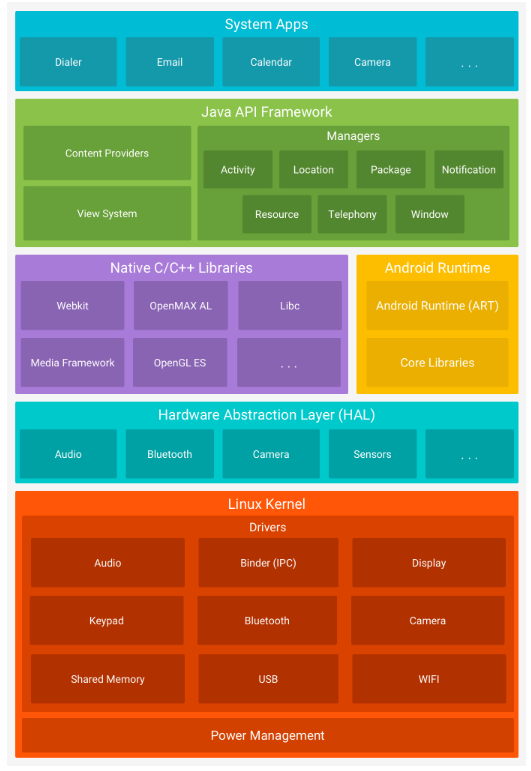 System Apps
Dialer
Email
Calendar
Camera
. . .
Java API Framework
Content Providers
View System
Managers
Activity
Location
Package
Notification
Resource
Telephony
Window
Native C/C++ Libraries
Webkit
OpenMAX AL
Libc
Media Framework
OpenGL ES
. . .
Android Runtime
Android Runtime (ART)
Core Libraries
Hardware Abstraction Layer (HAL)
Audio
Bluetooth
Camera
Sensors
. . .
Linux Kernel
Drivers
Audio
Binder (IPC)
Display
Keypad
Bluetooth
Camera
Shared Memory
USB
WIFI
Power Management